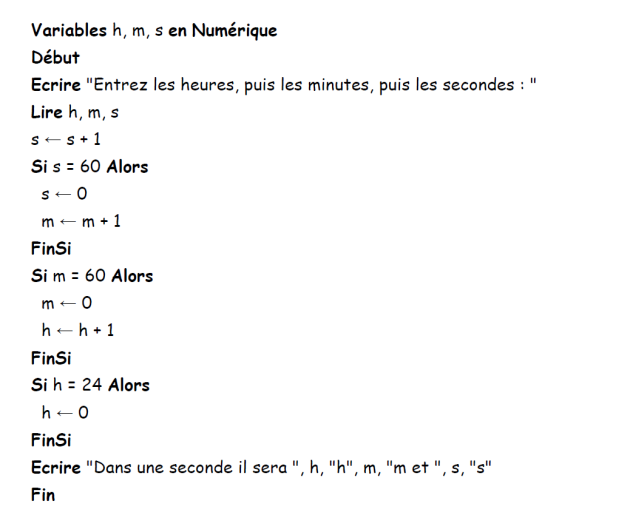 Variables h, m, s en Numérique
Début
Ecrire "Entrez les heures, puis les minutes, puis les secondes : "
Lire h, m, s
s ← s + 1
Si s = 60 Alors
s ← 0
m ← m + 1
FinSi
Si m = 60 Alors
m ← 0
h ← h + 1
FinSi
Si h = 24 Alors
h ← 0
FinSi
Ecrire "Dans une seconde il sera ", h, "h", m, "m et ", s, "s"
Fin